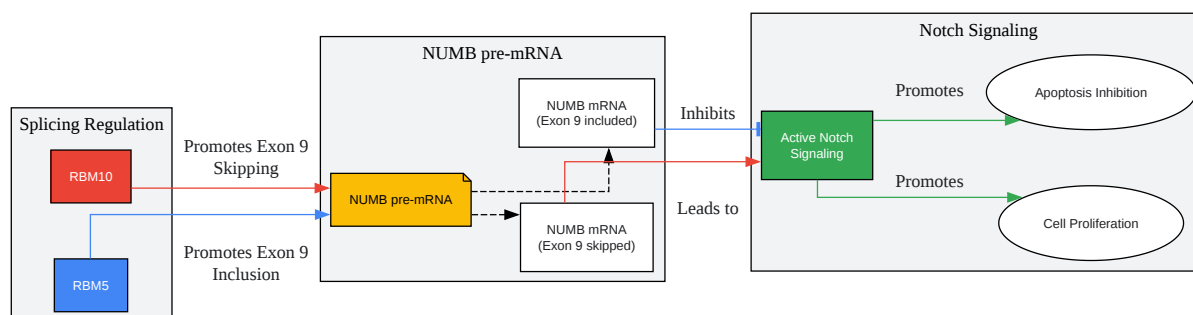 Splicing Regulation
RBM10
RBM5
Promotes Exon 9
Skipping
Promotes Exon 9
Inclusion
NUMB pre-mRNA
NUMB pre-mRNA
NUMB mRNA
(Exon 9 included)
NUMB mRNA
(Exon 9 skipped)
Inhibits
Leads to
Notch Signaling
Active Notch
Signaling
Promotes
Promotes
Apoptosis Inhibition
Cell Proliferation